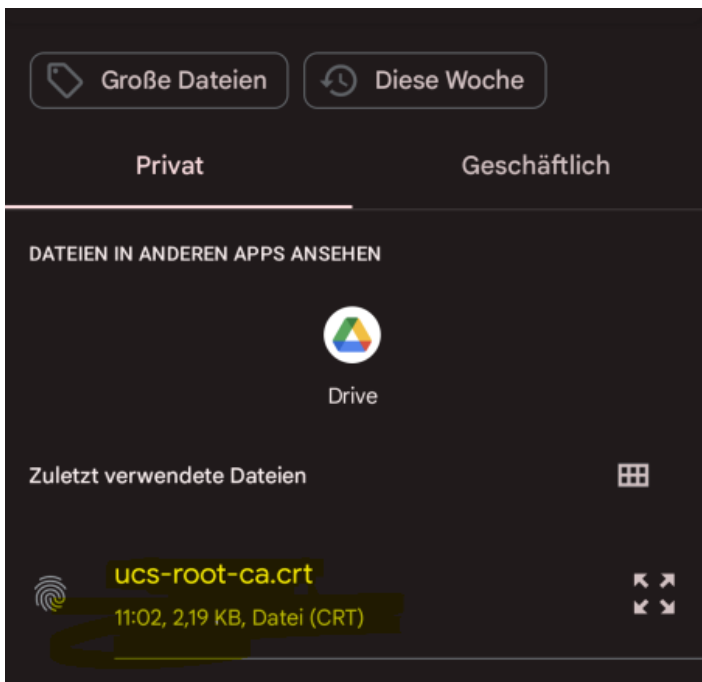 Große Dateien Diese Woche
Privat Geschäftlich
DATEIEN IN ANDEREN APPS ANSEHEN
Drive
Zuletzt verwendete Dateien
ucs-root-ca.crt
11:02, 2,19 KB, Datei (CRT)